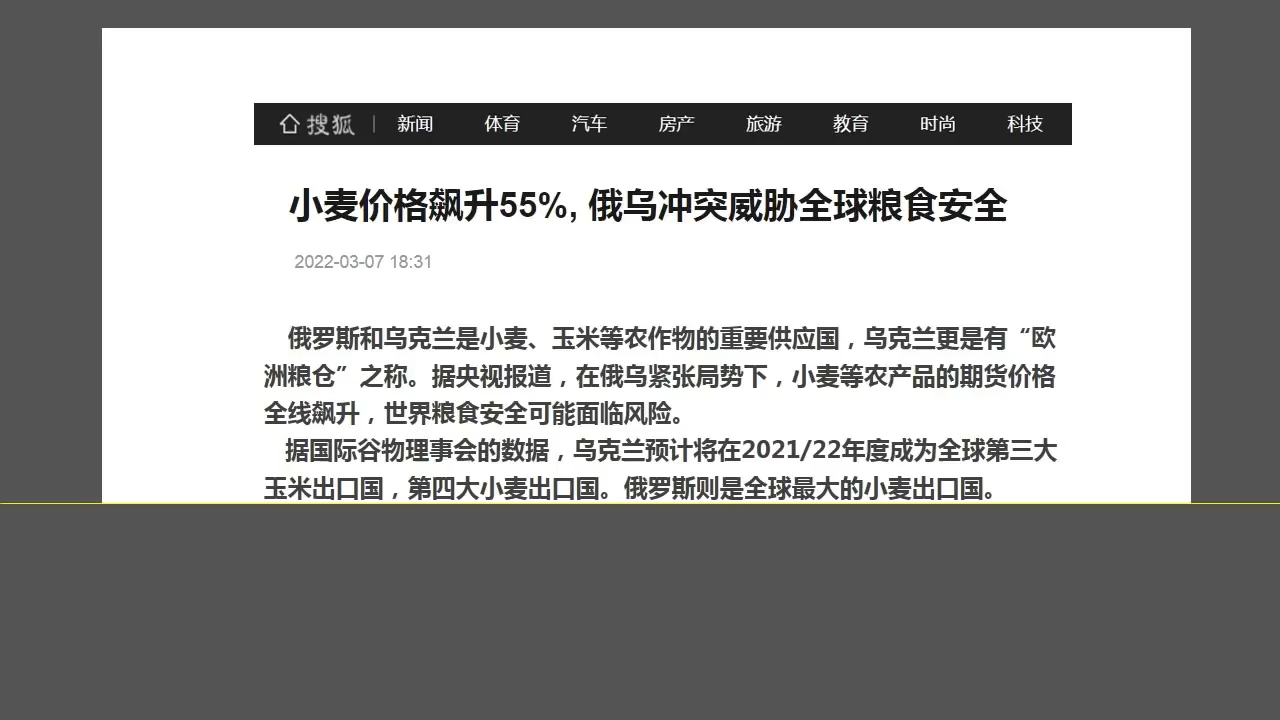 搜狐 | 新闻 体育 汽车 房产 旅游 教育 时尚 科技
小麦价格飙升55%, 俄乌冲突威胁全球粮食安全
2022-03-07 18:31
俄罗斯和乌克兰是小麦、玉米等农作物的重要供应国，乌克兰更是有“欧
洲粮仓”之称。据央视报道，在俄乌紧张局势下，小麦等农产品的期货价格
全线飙升，世界粮食安全可能面临风险。
据国际谷物理事会的数据，乌克兰预计将在2021/22年度成为全球第三大
玉米出口国，第四大小麦出口国。俄罗斯则是全球最大的小麦出口国。